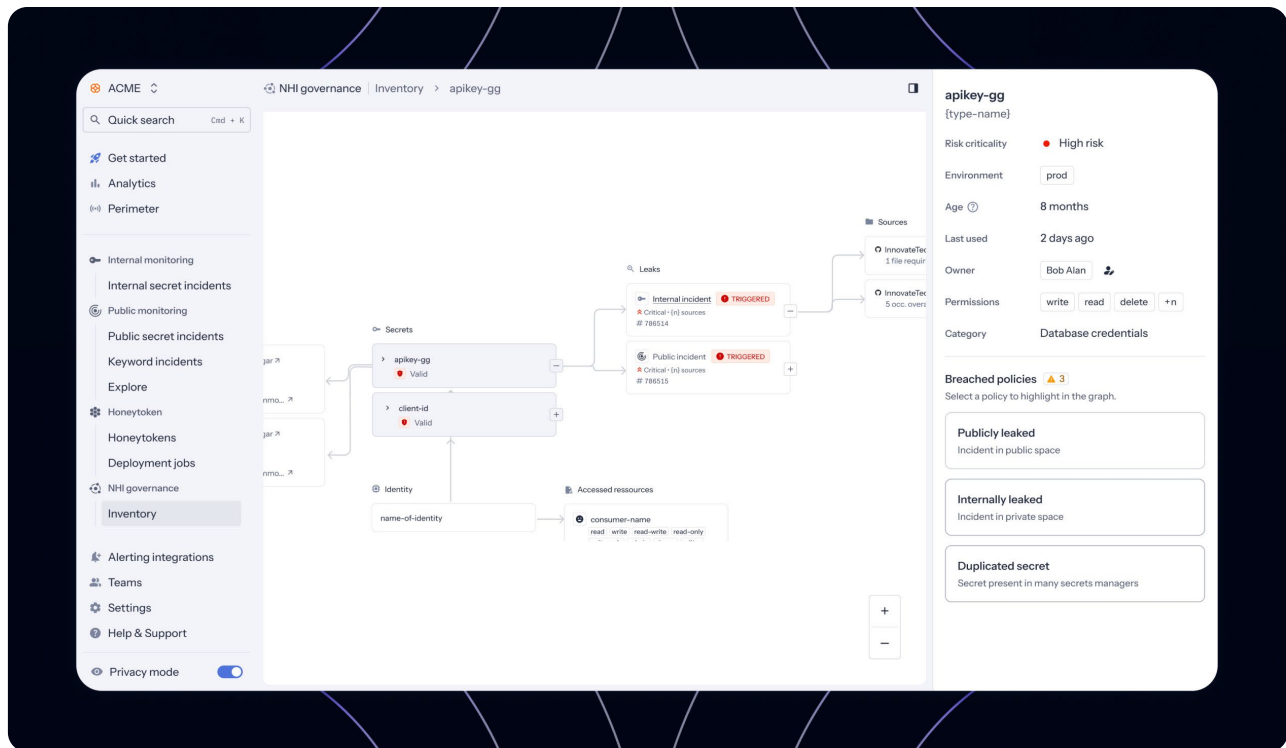 ACME
Quick search Cmd + K
Get started
Analytics
Perimeter
Internal monitoring
Internal secret incidents
Public monitoring
Public secret incidents
Keyword incidents
Explore
Honeytoken
Honeytokens
Deployment jobs
NHI governance
Inventory
Alerting integrations
Teams
Settings
Help & Support
Privacy mode
NHI governance | Inventory > apikey-gg
gar ↗
nmo... ↗
gar ↗
nmo... ↗
Secrets
apikey-gg
Valid
client-id
Valid
Identity
name-of-identity
Leaks
Internal incident TRIGGERED
Critical • {n} sources
# 786514
Public incident TRIGGERED
Critical • {n} sources
# 786515
Accessed ressources
consumer-name
read write read-write read-only
Sources
InnovateTec
1 file requir
InnovateTec
5 occ. overa
+
−
apikey-gg
{type-name}
Risk criticality High risk
Environment prod
Age 8 months
Last used 2 days ago
Owner Bob Alan
Permissions write read delete +n
Category Database credentials
Breached policies 3
Select a policy to highlight in the graph.
Publicly leaked
Incident in public space
Internally leaked
Incident in private space
Duplicated secret
Secret present in many secrets managers